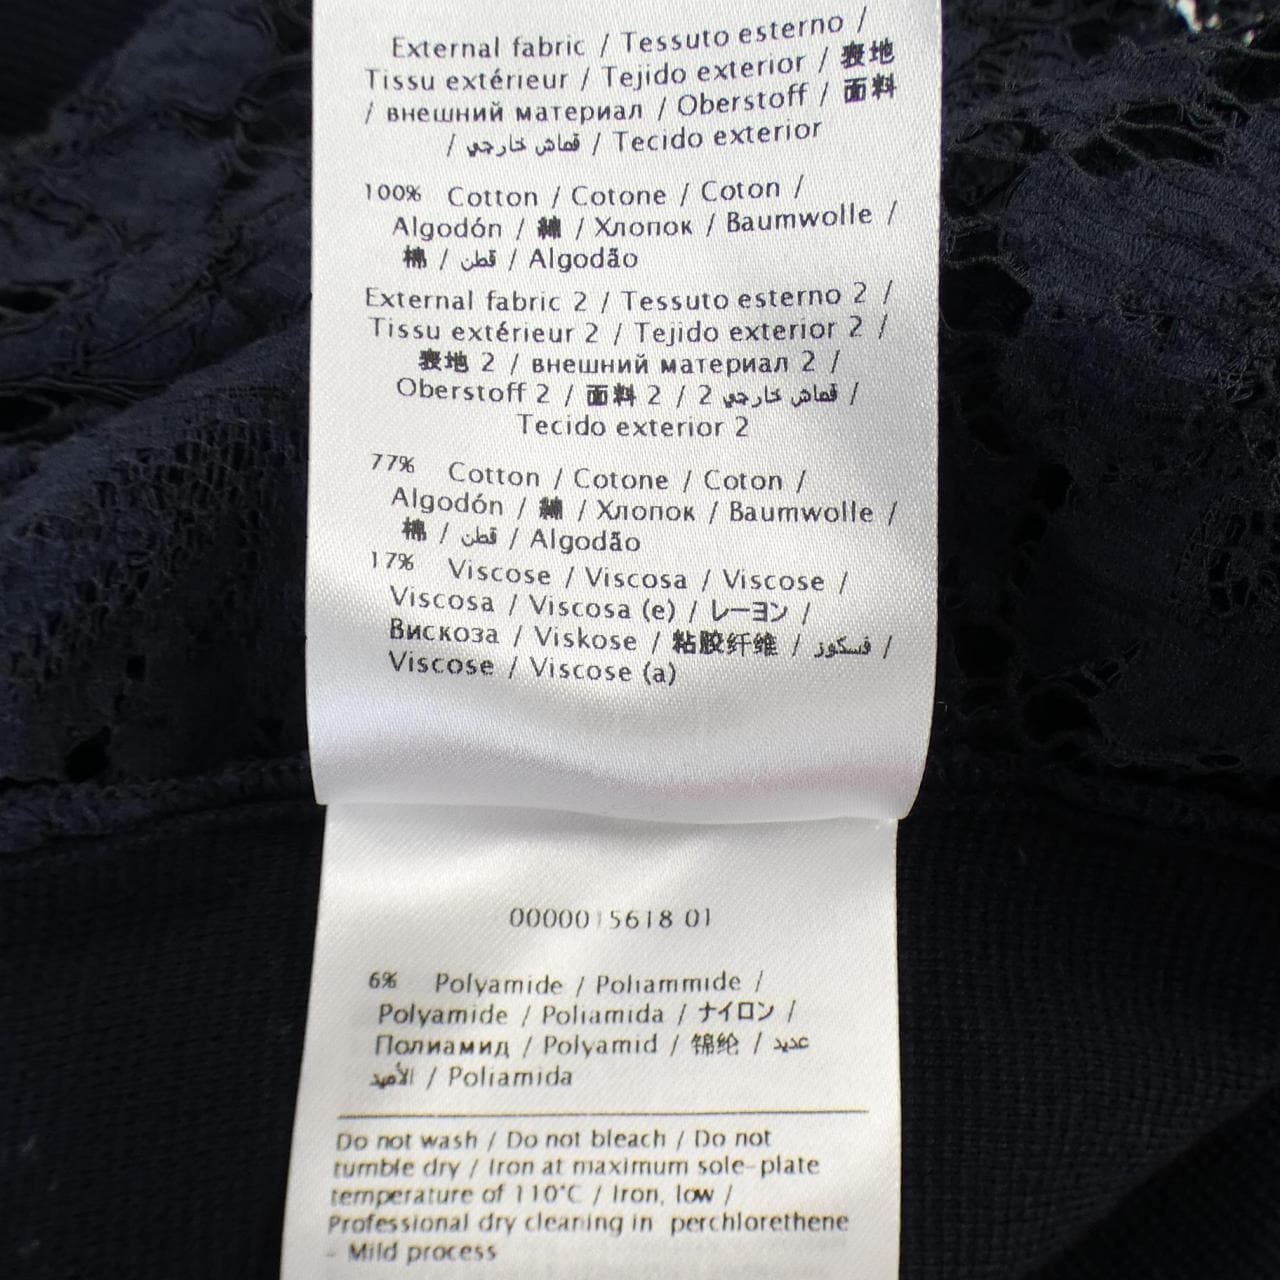 External fabric / Tessuto esterno /
Tissu extérieur / Tejido exterior / 表地
/ внешний материал / Oberstoff / 面料
/ قماش خارجي / Tecido exterior
100% Cotton / Cotone / Coton /
Algodón / 綿 / Хлопок / Baumwolle /
棉 / قطن / Algodão
External fabric 2 / Tessuto esterno 2 /
Tissu extérieur 2 / Tejido exterior 2 /
表地 2 / внешний материал 2 /
Oberstoff 2 / 面料 2 / قماش خارجي 2 /
Tecido exterior 2
77% Cotton / Cotone / Coton /
Algodón / 綿 / Хлопок / Baumwolle /
棉 / قطن / Algodão
17% Viscose / Viscosa / Viscose /
Viscosa / Viscosa (e) / レーヨン /
Вискоза / Viskose / 粘胶纤维 / فسكوز /
Viscose / Viscose (a)
0000015618 01
6% Polyamide / Poliammide /
Polyamide / Poliamida / ナイロン /
Полиамид / Polyamid / 锦纶 / عديد
الأميد / Poliamida
Do not wash / Do not bleach / Do not
tumble dry / Iron at maximum sole-plate
temperature of 110°C / Iron, low /
Professional dry cleaning in perchlorethene
- Mild process